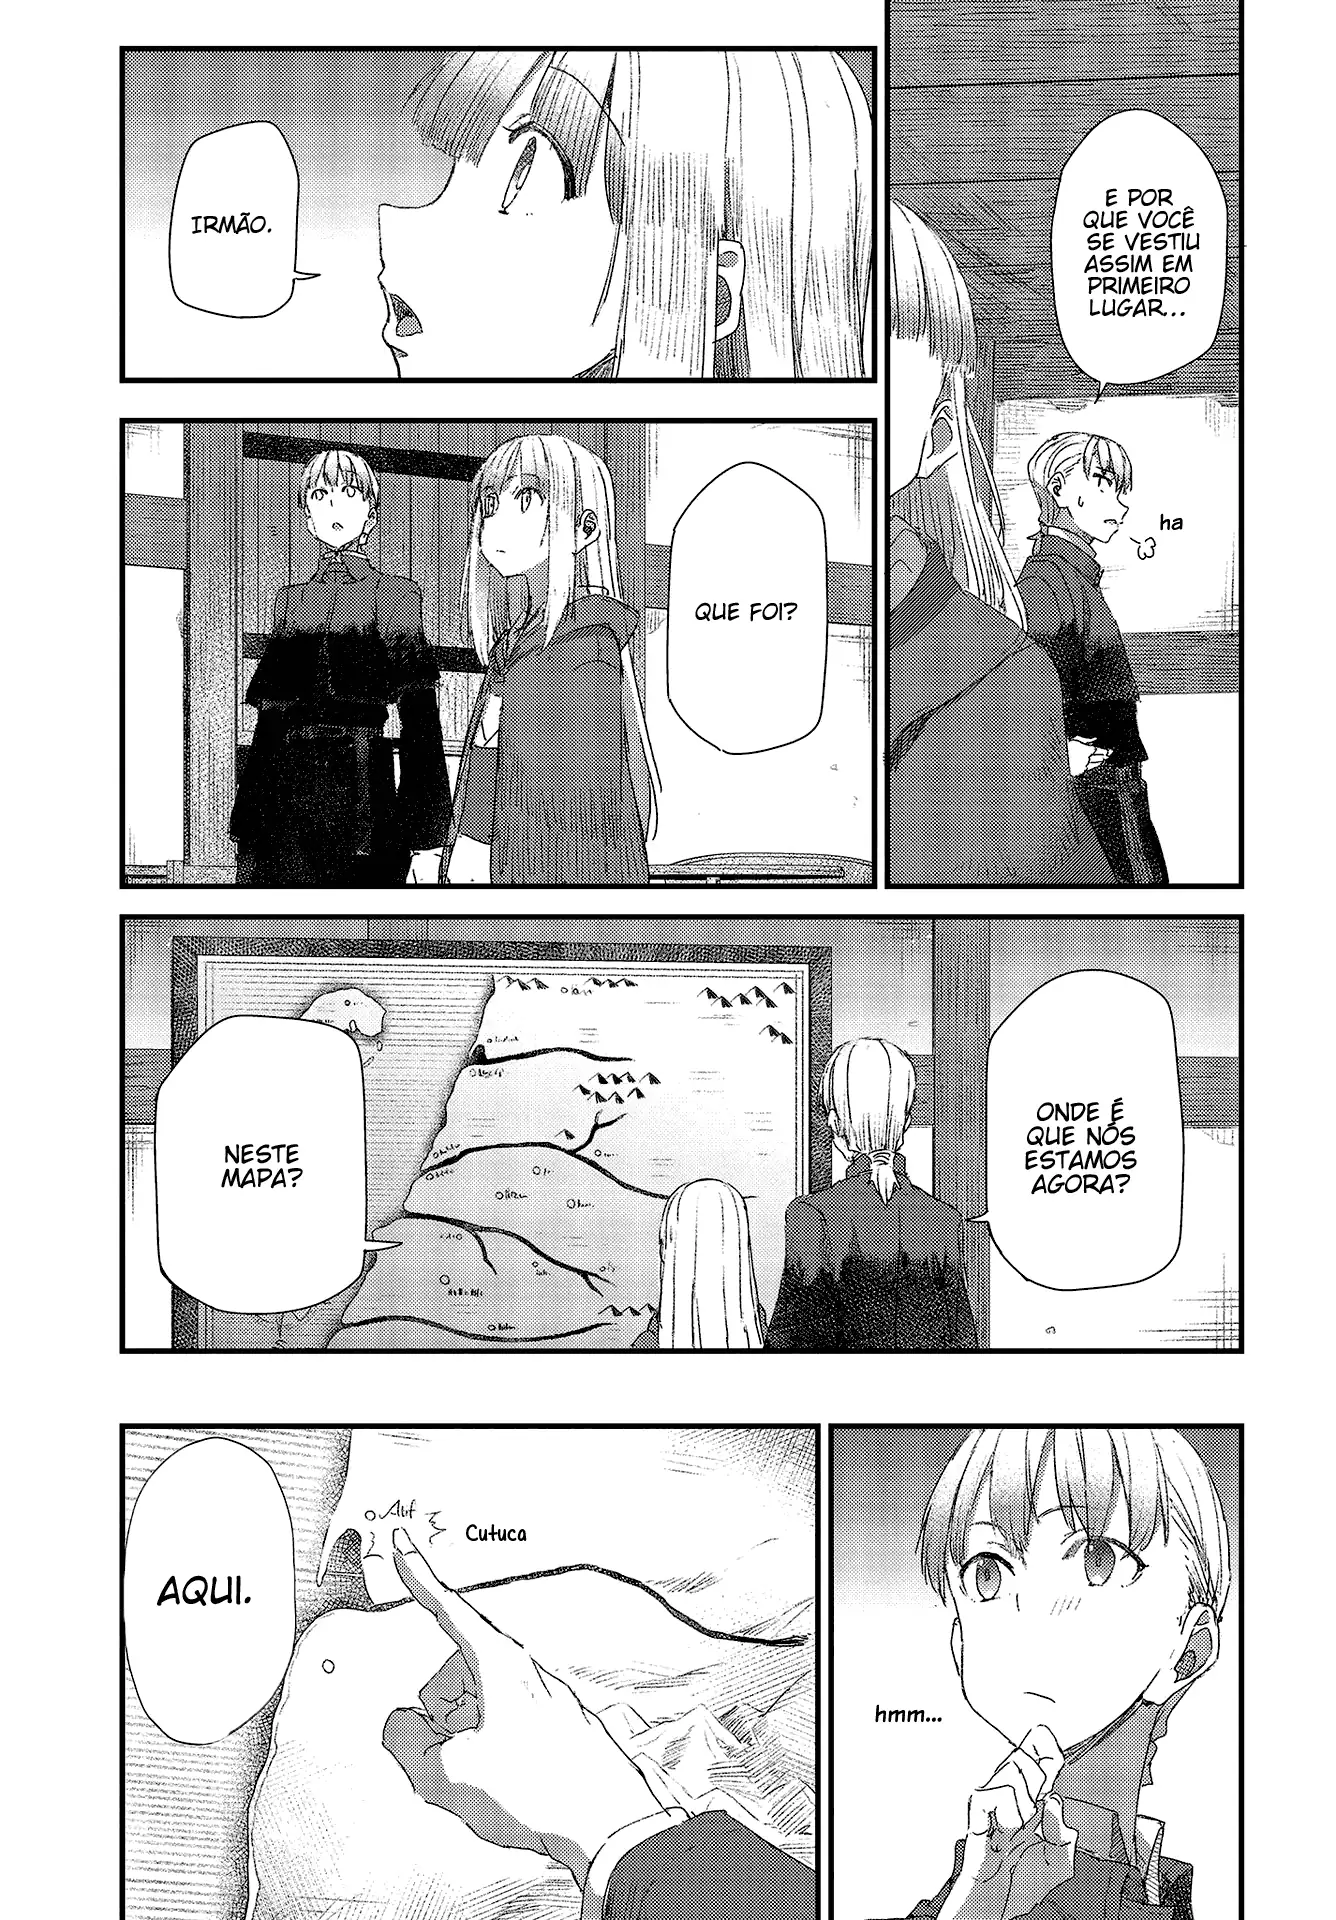 E POR
QUE VOCÊ
SE VESTIU
ASSIM EM
PRIMEIRO
LUGAR...
ha
IRMÃO.
QUE FOI?
ONDE É
QUE NÓS
ESTAMOS
AGORA?
NESTE
MAPA?
hmm...
Cutuca
AQUI.